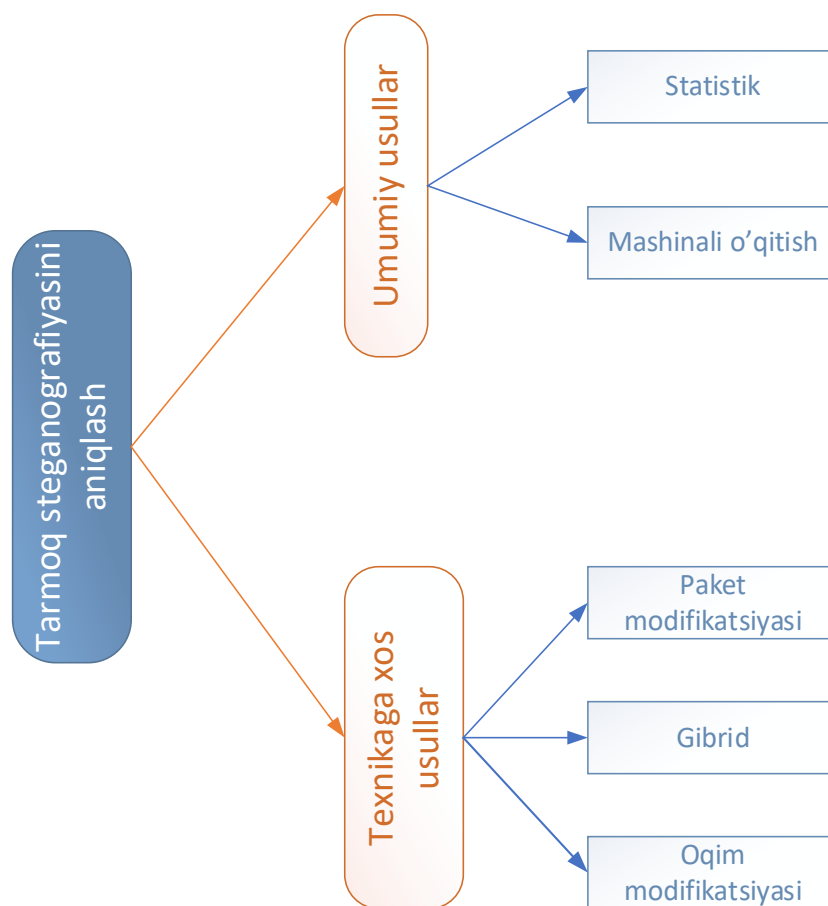 Tarmoq steganografiyasini
aniqlash
Umumiy usullar
Statistik
Mashinali o’qitish
Texnikaga xos
usullar
Paket
modifikatsiyasi
Gibrid
Oqim
modifikatsiyasi